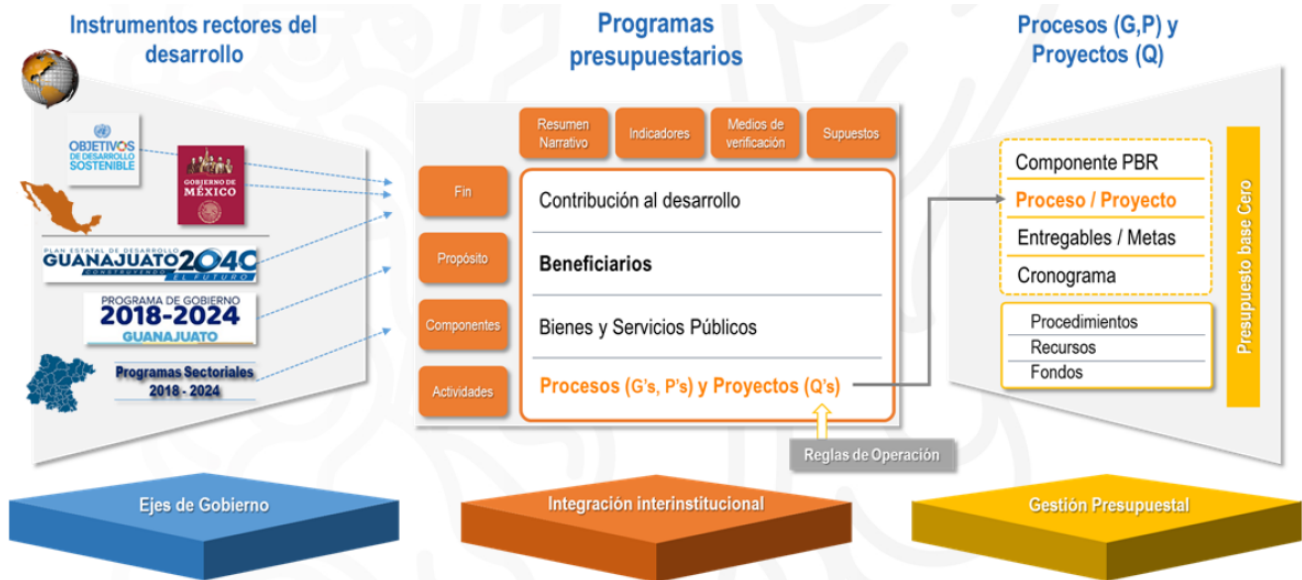 Instrumentos rectores del
desarrollo
OBJETIVOS
DE DESARROLLO
SOSTENIBLE
GOBIERNO DE
MÉXICO
PLAN ESTATAL DE DESARROLLO
GUANAJUATO 2040
CONSTRUYENDO
EL FUTURO
PROGRAMA DE GOBIERNO
2018-2024
GUANAJUATO
Programas Sectoriales
2018 - 2024
Ejes de Gobierno
Programas
presupuestarios
Resumen
Narrativo
Indicadores
Medios de
verificación
Supuestos
Fin
Contribución al desarrollo
Propósito
Beneficiarios
Componentes
Bienes y Servicios Públicos
Actividades
Procesos (G's, P's) y Proyectos (Q's)
Reglas de Operación
Integración interinstitucional
Procesos (G,P) y
Proyectos (Q)
Componente PBR
Proceso / Proyecto
Entregables / Metas
Cronograma
Procedimientos
Recursos
Fondos
Presupuesto base Cero
Gestión Presupuestal